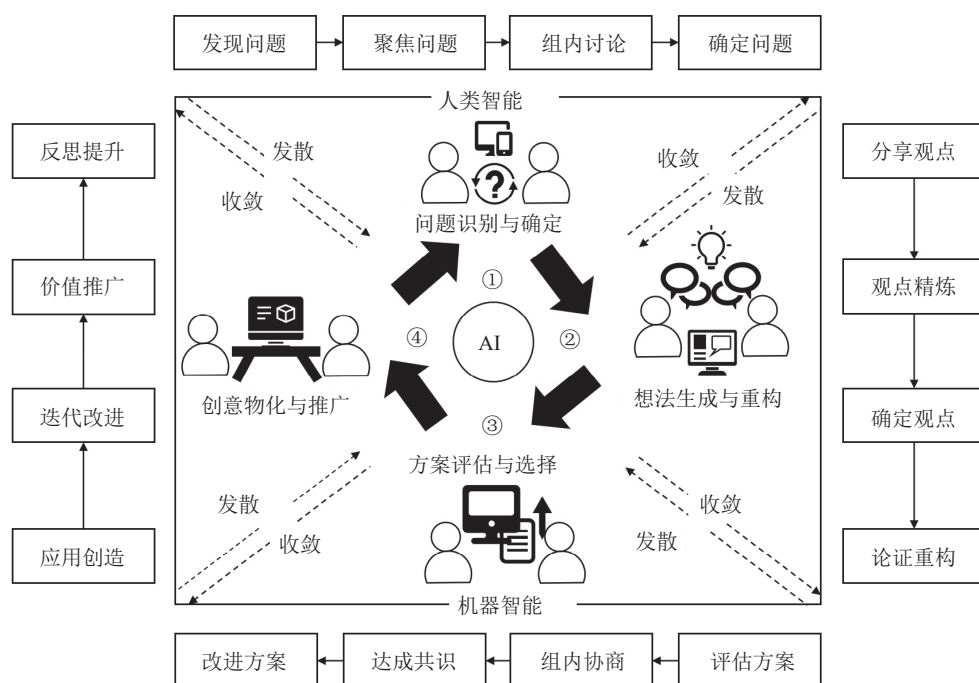 发现问题
聚焦问题
组内讨论
确定问题
人类智能
反思提升
价值推广
迭代改进
应用创造
发散
收敛
收敛
发散
问题识别与确定
?
①
②
③
④
AI
创意物化与推广
想法生成与重构
方案评估与选择
发散
收敛
收敛
发散
机器智能
分享观点
观点精炼
确定观点
论证重构
改进方案
达成共识
组内协商
评估方案